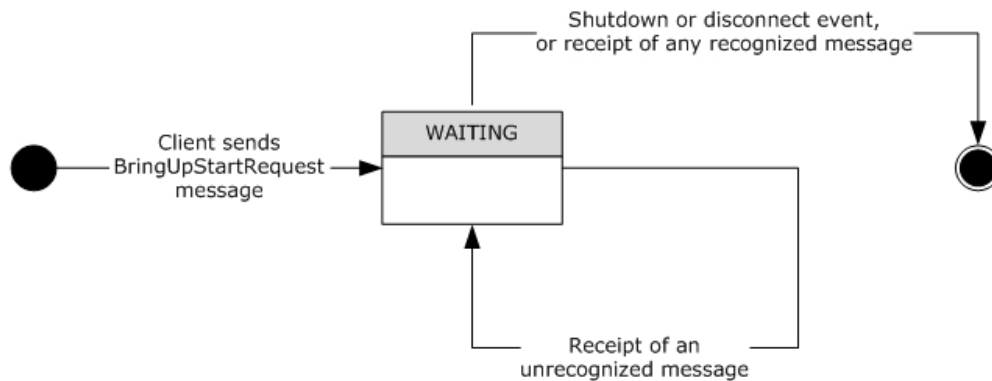 Shutdown or disconnect event,
or receipt of any recognized message
WAITING
Client sends
BringUpStartRequest
message
Receipt of an
unrecognized message